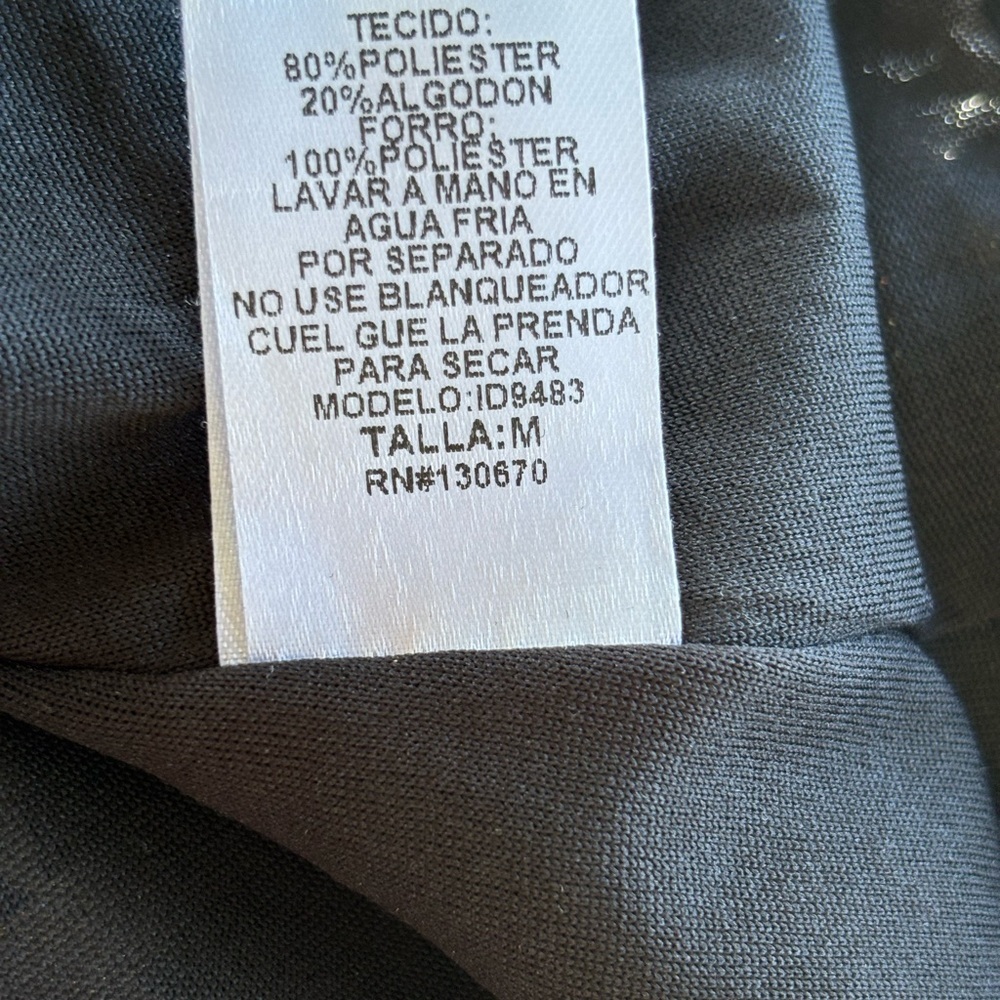 TECIDO:
80%POLIESTER
20%ALGODON
FORRO:
100%POLIESTER
LAVAR A MANO EN
AGUA FRIA
POR SEPARADO
NO USE BLANQUEADOR
CUEL GUE LA PRENDA
PARA SECAR
MODELO:ID9483
TALLA:M
RN#130670